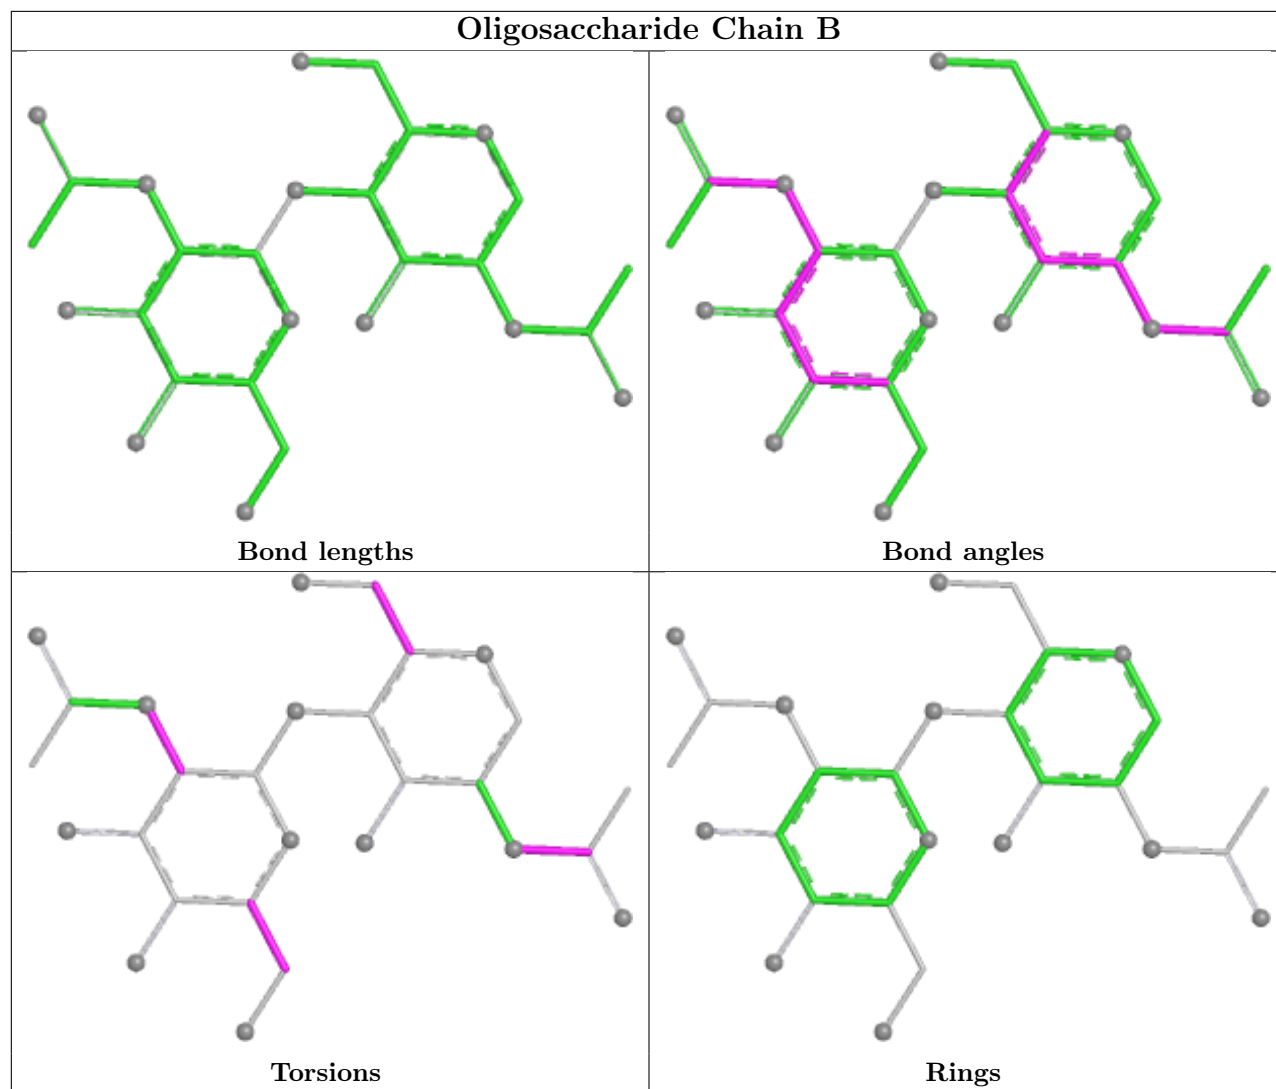 Oligosaccharide Chain B
Bond lengths
Bond angles
Torsions
Rings